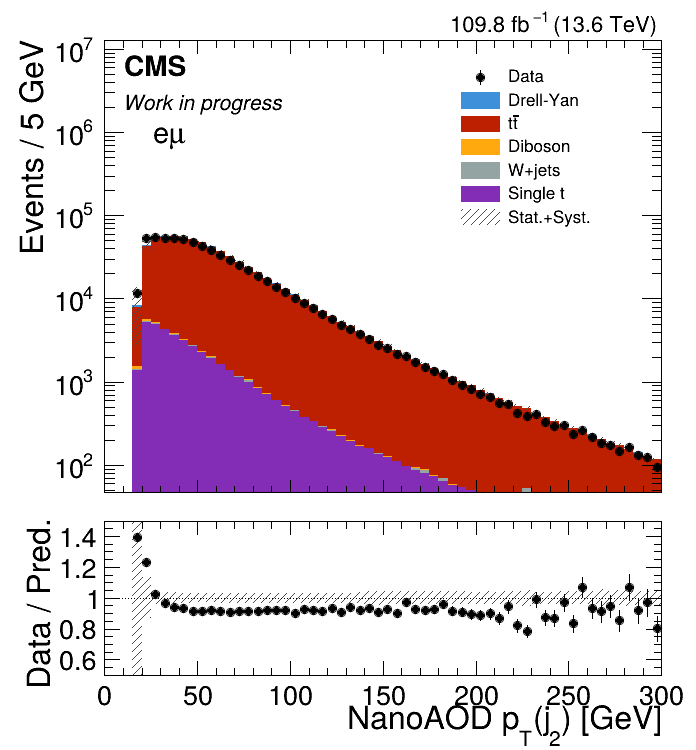 109.8 fb⁻¹ (13.6 TeV)
Events / 5 GeV
10⁷
10⁶
10⁵
10⁴
10³
10²
CMS
Work in progress
eμ
Data
Drell-Yan
tt̅
Diboson
W+jets
Single t
Stat.+Syst.
Data / Pred.
1.4
1.2
1
0.8
0.6
0 50 100 150 200 250 300
NanoAOD p_T(j_2) [GeV]